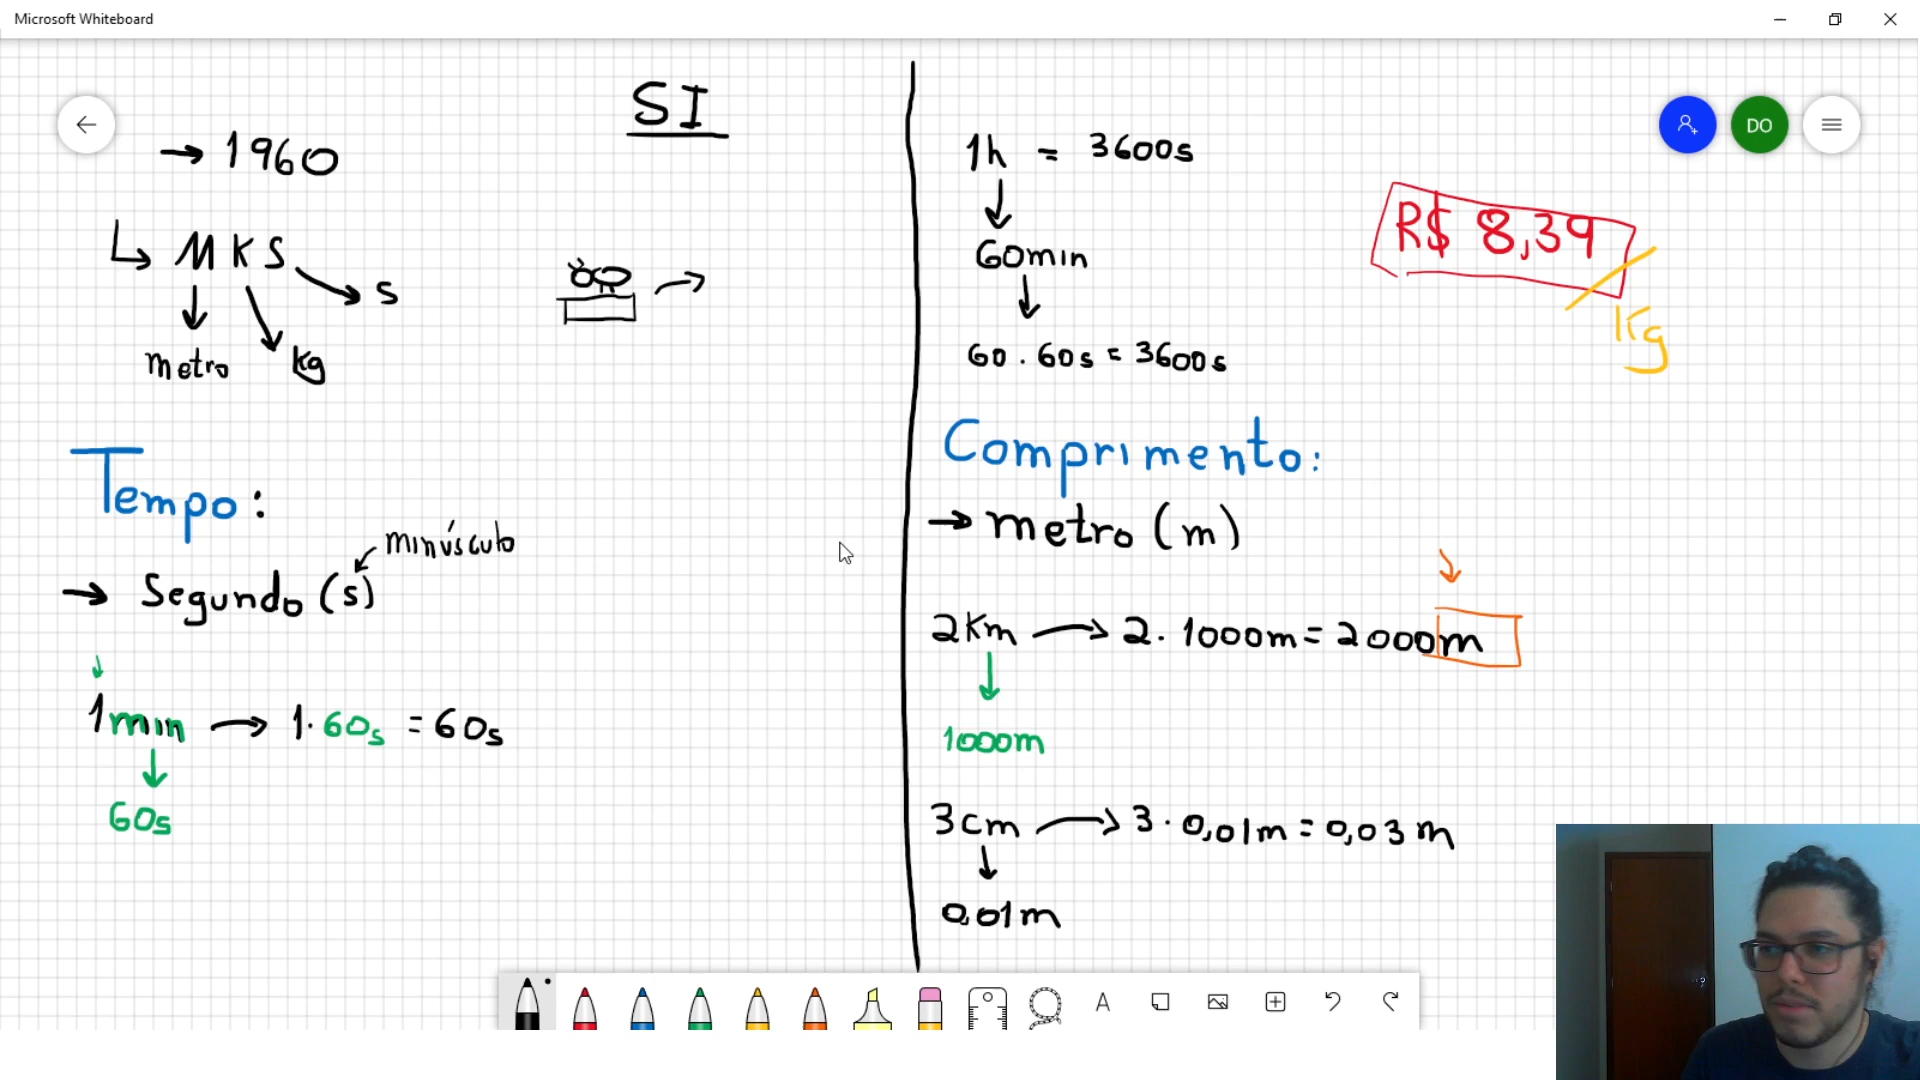 Microsoft Whiteboard
SI
→ 1960
↳ MKS
s
metro
kg
Tempo:
minúsculo
→ Segundo (s)
1min → 1·60s = 60s
60s
DO
1h = 3600s
60min
60 . 60s = 3600s
R$ 8,39
/
Kg
Comprimento:
→ metro (m)
2Km → 2. 1000m = 2000m
1000m
3cm → 3 · 0,01m = 0,03 m
0,01m
A